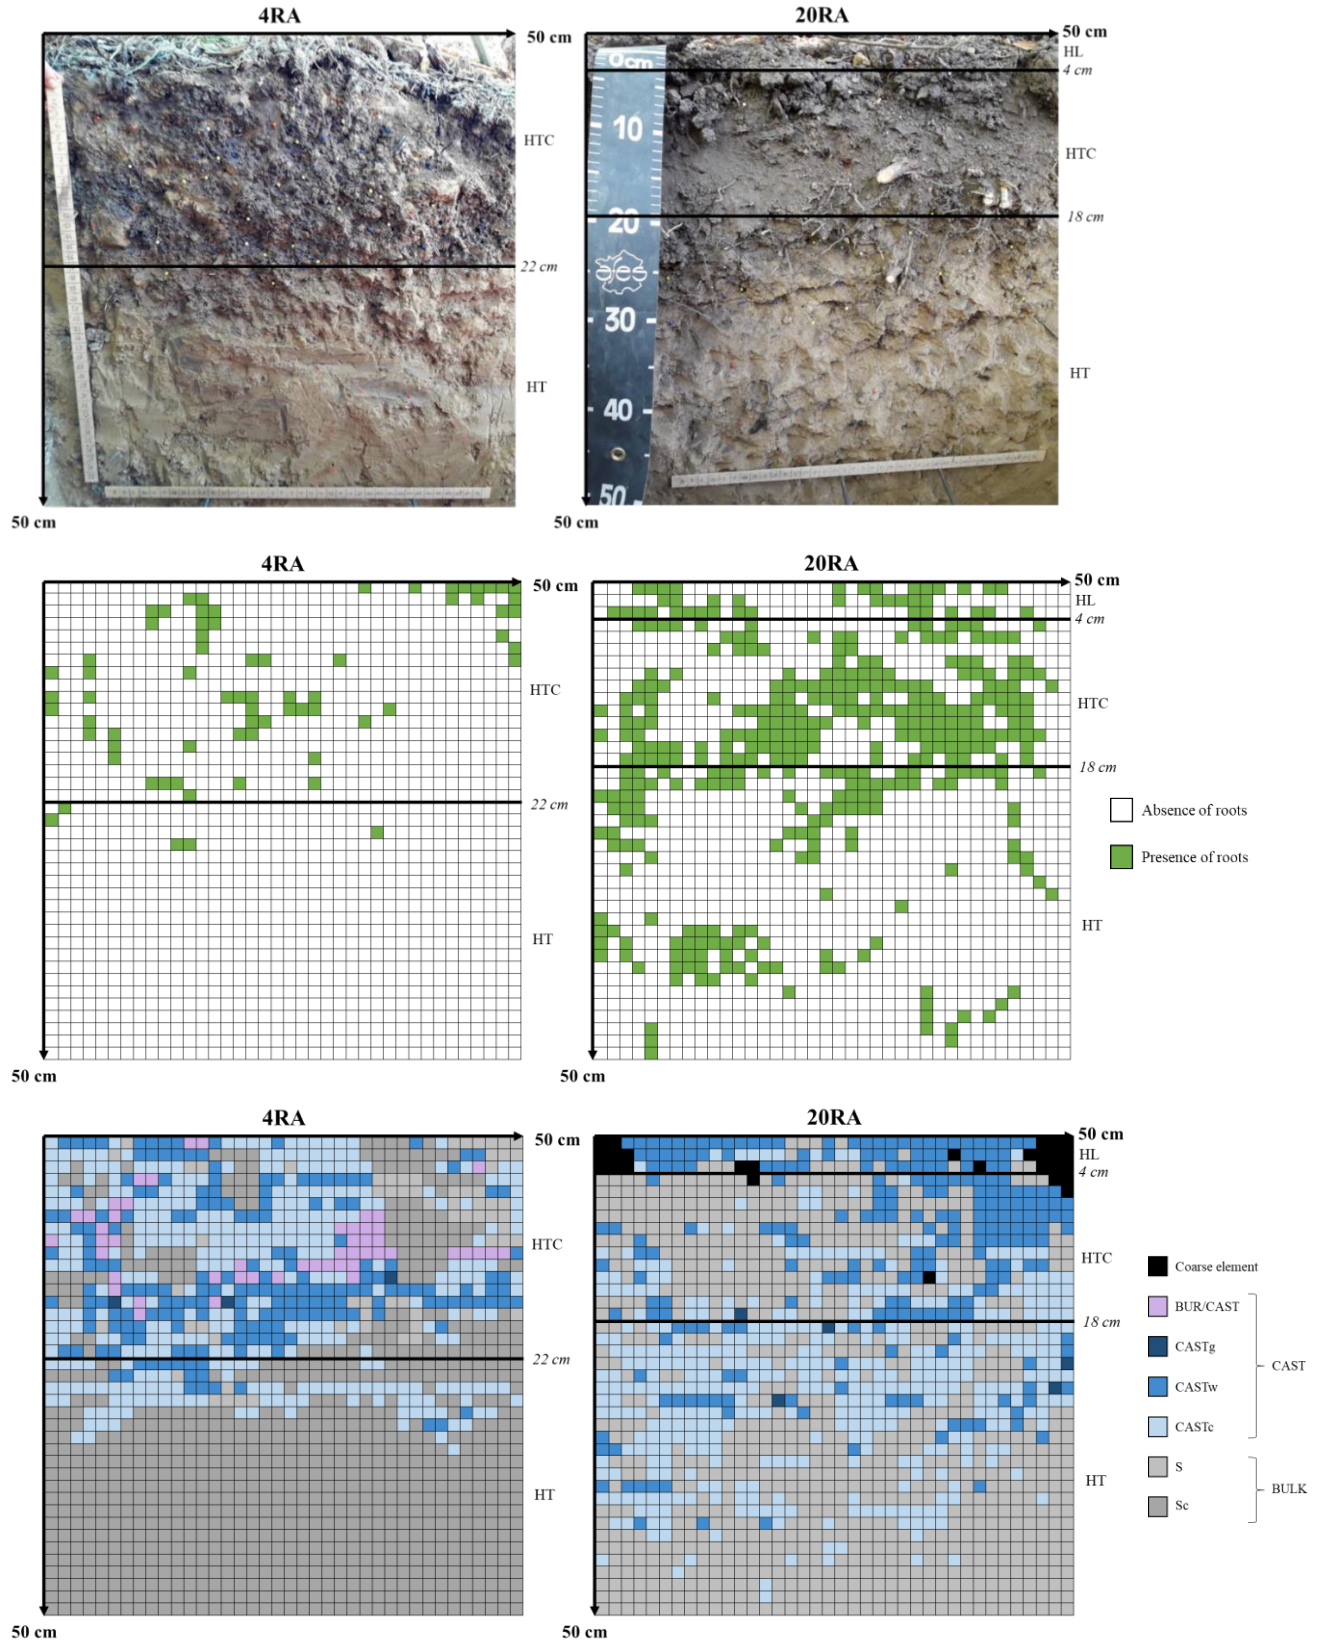 4RA
20RA
50 cm
50 cm
HL
4 cm
0cm
10
HTC
HTC
18 cm
20
22 cm
afes
30
HT
HT
40
50
50 cm
50 cm
4RA
20RA
50 cm
50 cm
HL
4 cm
HTC
HTC
18 cm
22 cm
Absence of roots
Presence of roots
HT
HT
50 cm
50 cm
4RA
20RA
50 cm
50 cm
HL
4 cm
HTC
HTC
Coarse element
BUR/CAST
18 cm
CASTg
22 cm
CAST
CASTw
CASTc
S
HT
HT
BULK
Sc
50 cm
50 cm